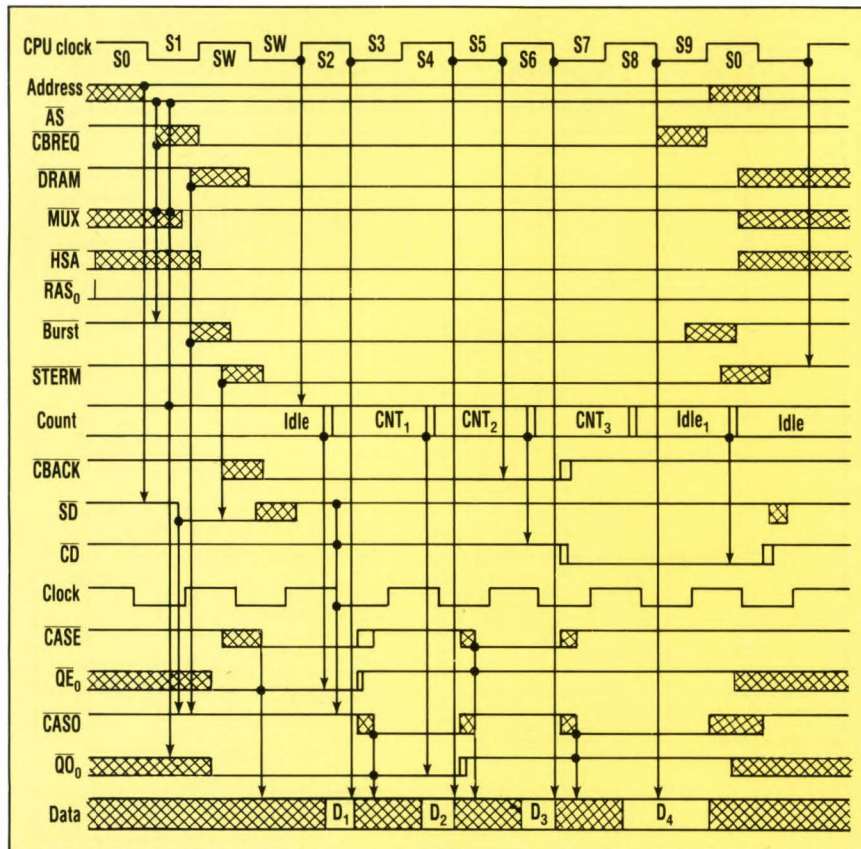 CPU clock S0 S1 SW SW S2 S3 S4 S5 S6 S7 S8 S9 S0
Address
AS
CBREQ
DRAM
MUX
HSA
RAS₀
Burst
STERM
Count Idle CNT₁ CNT₂ CNT₃ Idle₁ Idle
CBACK
SD
CD
Clock
CASE
QE₀
CASO
QO₀
Data D₁ D₂ D₃ D₄